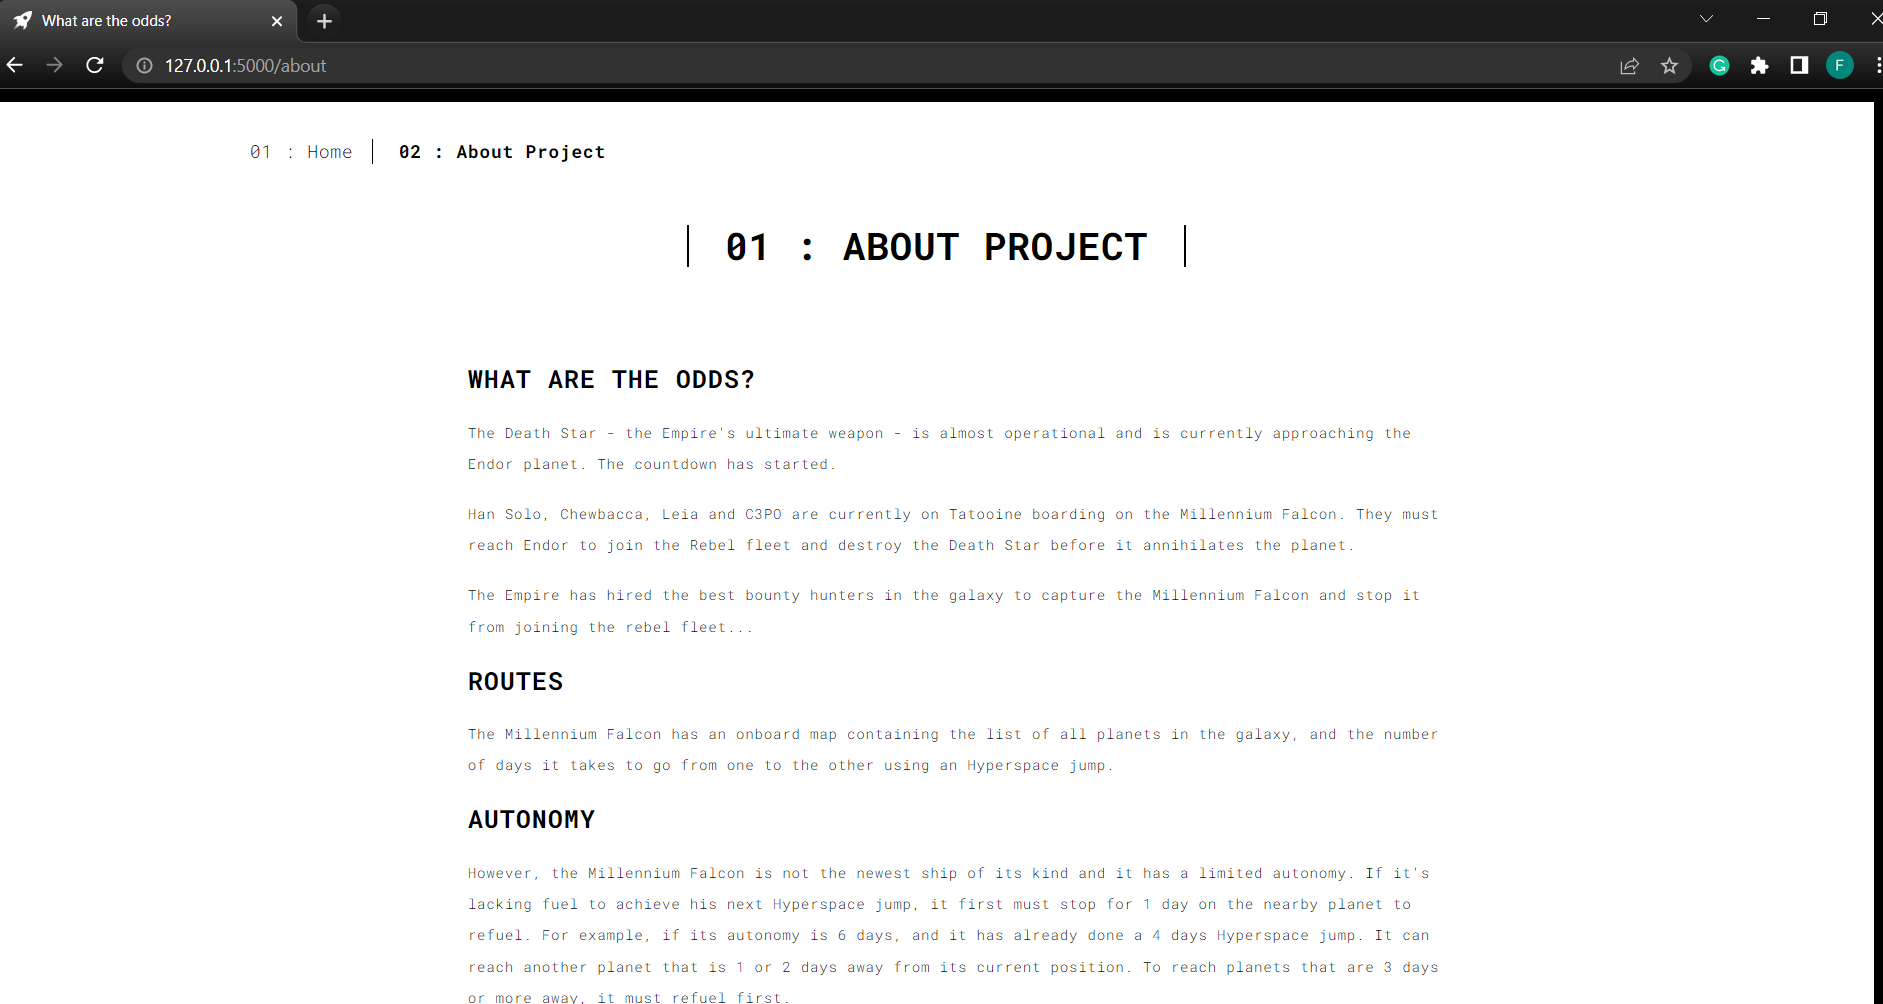 What are the odds?
127.0.0.1:5000/about
F
01 : Home
02 : About Project
01 : ABOUT PROJECT
WHAT ARE THE ODDS?
The Death Star - the Empire's ultimate weapon - is almost operational and is currently approaching the
Endor planet. The countdown has started.
Han Solo, Chewbacca, Leia and C3PO are currently on Tatooine boarding on the Millennium Falcon. They must
reach Endor to join the Rebel fleet and destroy the Death Star before it annihilates the planet.
The Empire has hired the best bounty hunters in the galaxy to capture the Millennium Falcon and stop it
from joining the rebel fleet...
ROUTES
The Millennium Falcon has an onboard map containing the list of all planets in the galaxy, and the number
of days it takes to go from one to the other using an Hyperspace jump.
AUTONOMY
However, the Millennium Falcon is not the newest ship of its kind and it has a limited autonomy. If it's
lacking fuel to achieve his next Hyperspace jump, it first must stop for 1 day on the nearby planet to
refuel. For example, if its autonomy is 6 days, and it has already done a 4 days Hyperspace jump. It can
reach another planet that is 1 or 2 days away from its current position. To reach planets that are 3 days
or more away, it must refuel first.